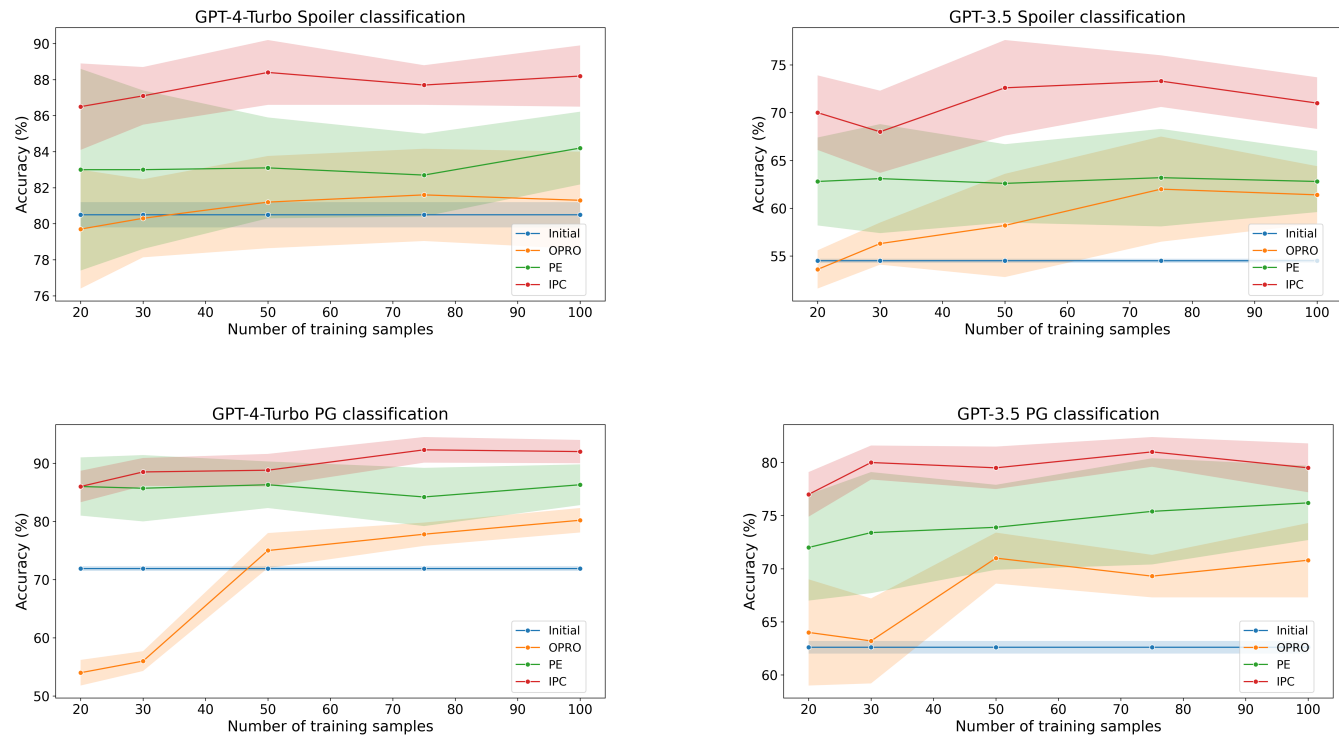 GPT-4-Turbo Spoiler classification
Accuracy (%)
90
88
86
84
82
80
78
76
20 30 40 50 60 70 80 90 100
Number of training samples
Initial
OPRO
PE
IPC
GPT-3.5 Spoiler classification
Accuracy (%)
75
70
65
60
55
20 30 40 50 60 70 80 90 100
Number of training samples
Initial
OPRO
PE
IPC
GPT-4-Turbo PG classification
Accuracy (%)
90
80
70
60
50
20 30 40 50 60 70 80 90 100
Number of training samples
Initial
OPRO
PE
IPC
GPT-3.5 PG classification
Accuracy (%)
80
75
70
65
60
20 30 40 50 60 70 80 90 100
Number of training samples
Initial
OPRO
PE
IPC